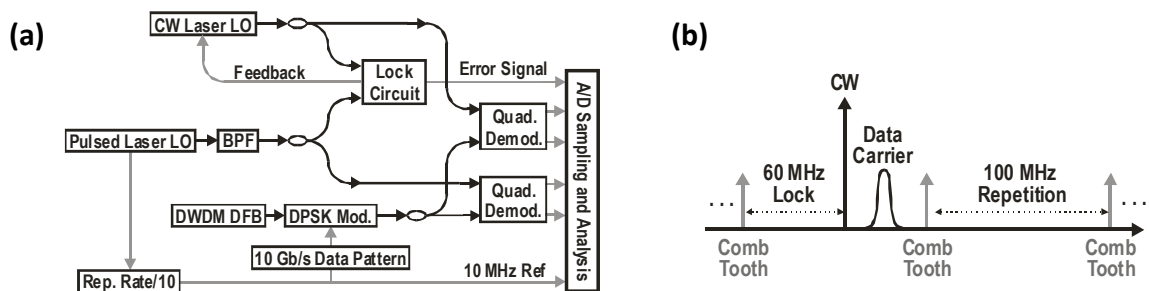 (a)
CW Laser LO
Feedback
Lock
Circuit
Error Signal
Pulsed Laser LO
BPF
Quad.
Demod.
Quad.
Demod.
DWDM DFB
DPSK Mod.
10 Gb/s Data Pattern
Rep. Rate/10
10 MHz Ref
A/D Sampling and Analysis
(b)
CW
Data
Carrier
60 MHz
Lock
100 MHz
Repetition
. . .
. . .
Comb
Tooth
Comb
Tooth
Comb
Tooth